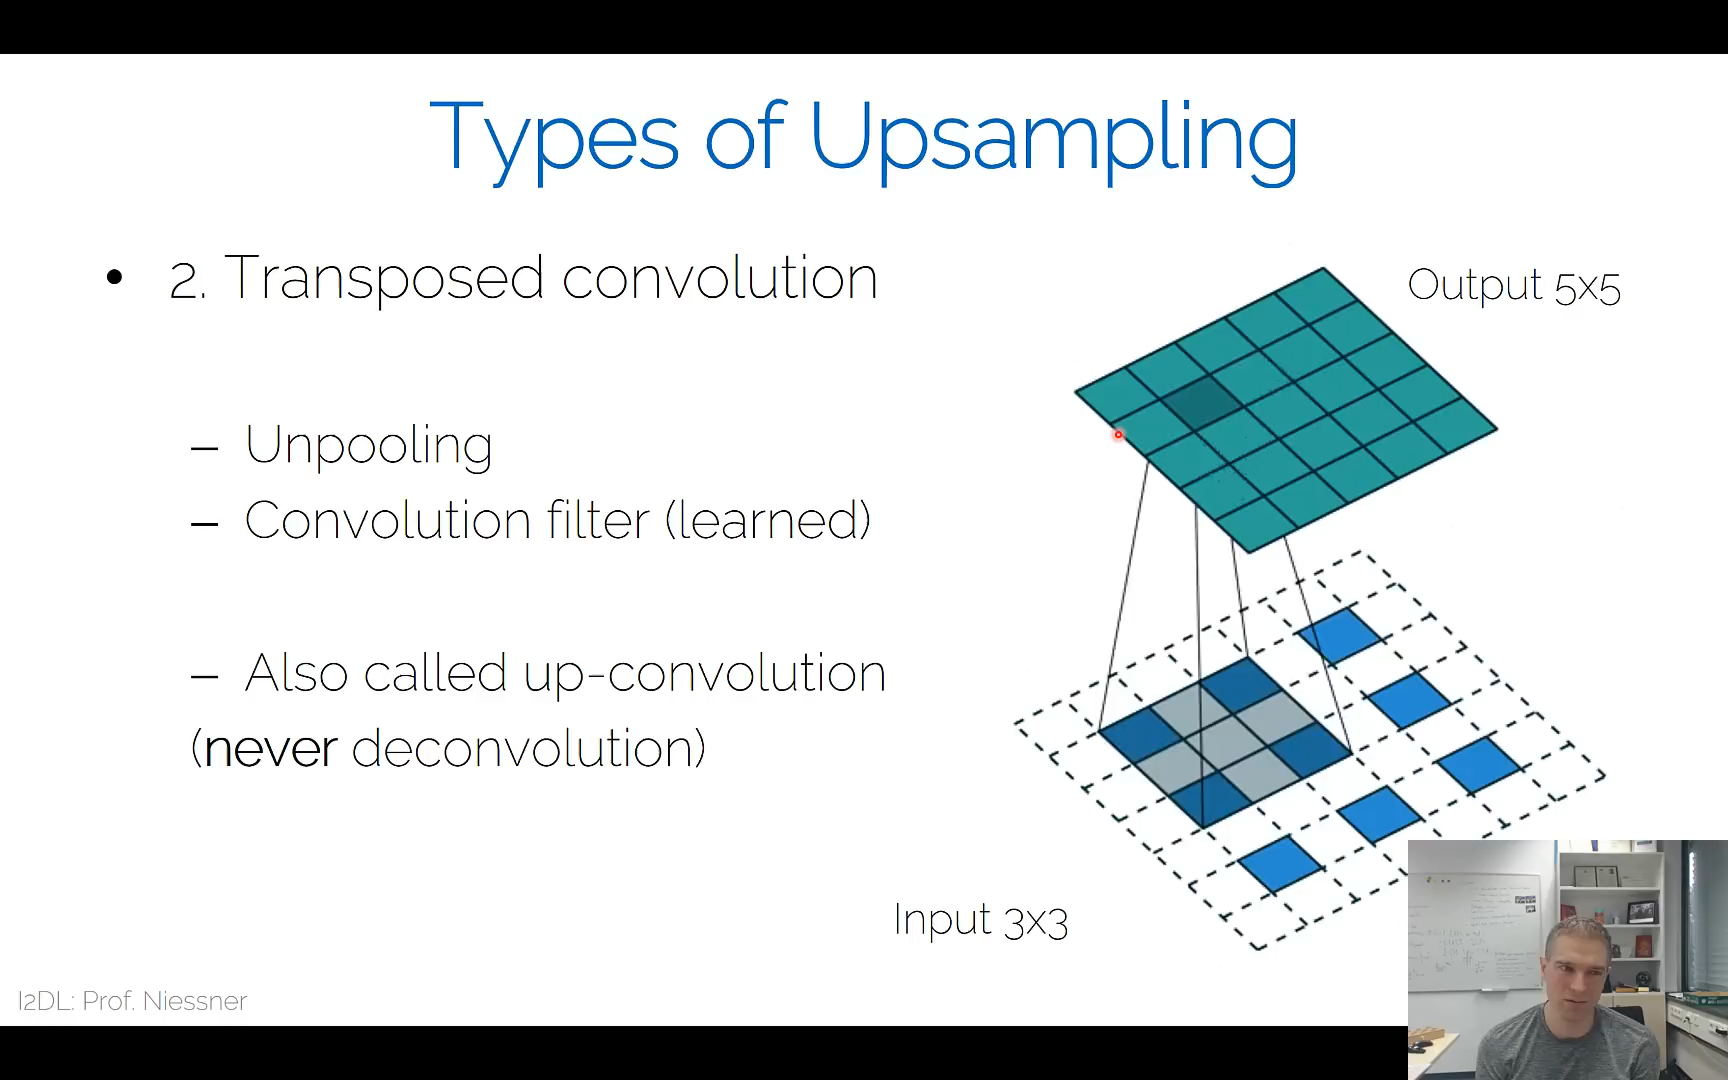 Types of Upsampling
• 2. Transposed convolution
Output 5x5
– Unpooling
– Convolution filter (learned)
– Also called up-convolution
(never deconvolution)
Input 3x3
I2DL: Prof. Niessner